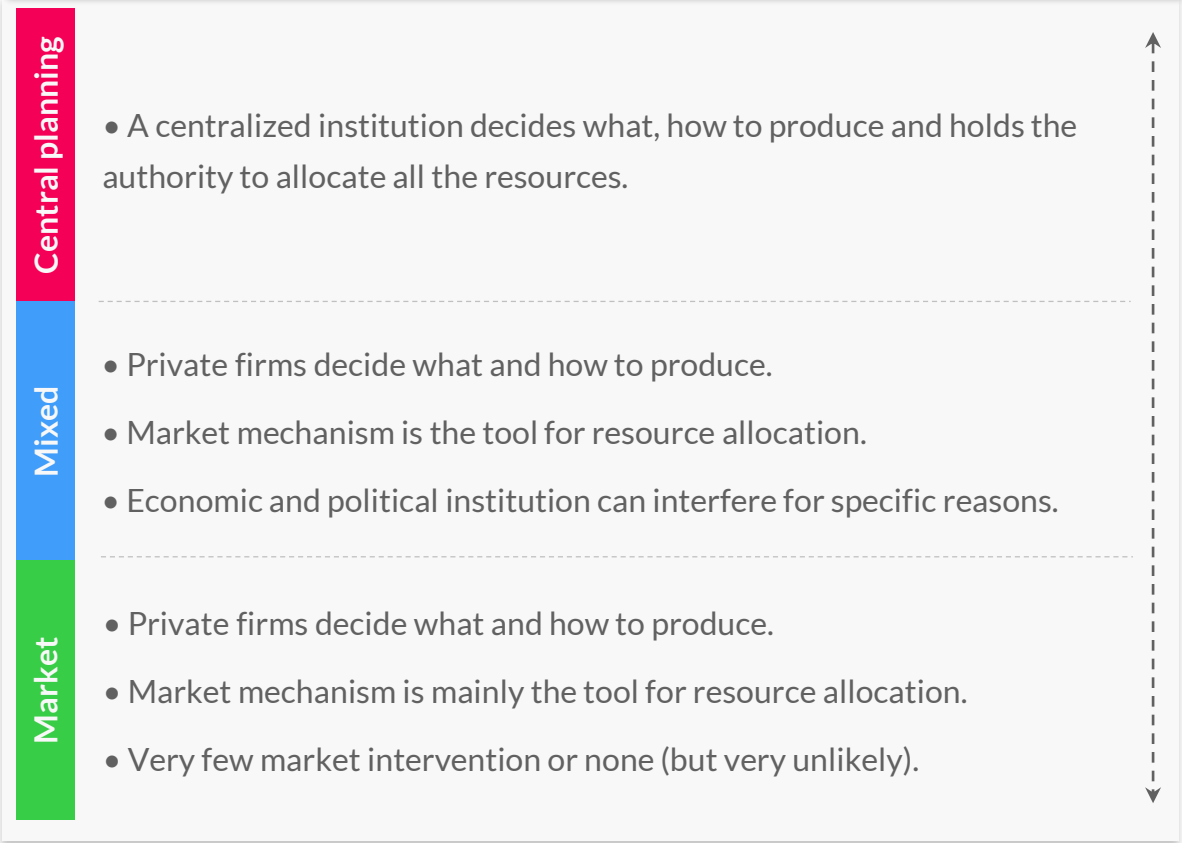 Central planning
• A centralized institution decides what, how to produce and holds the
authority to allocate all the resources.
Mixed
• Private firms decide what and how to produce.
• Market mechanism is the tool for resource allocation.
• Economic and political institution can interfere for specific reasons.
Market
• Private firms decide what and how to produce.
• Market mechanism is mainly the tool for resource allocation.
• Very few market intervention or none (but very unlikely).